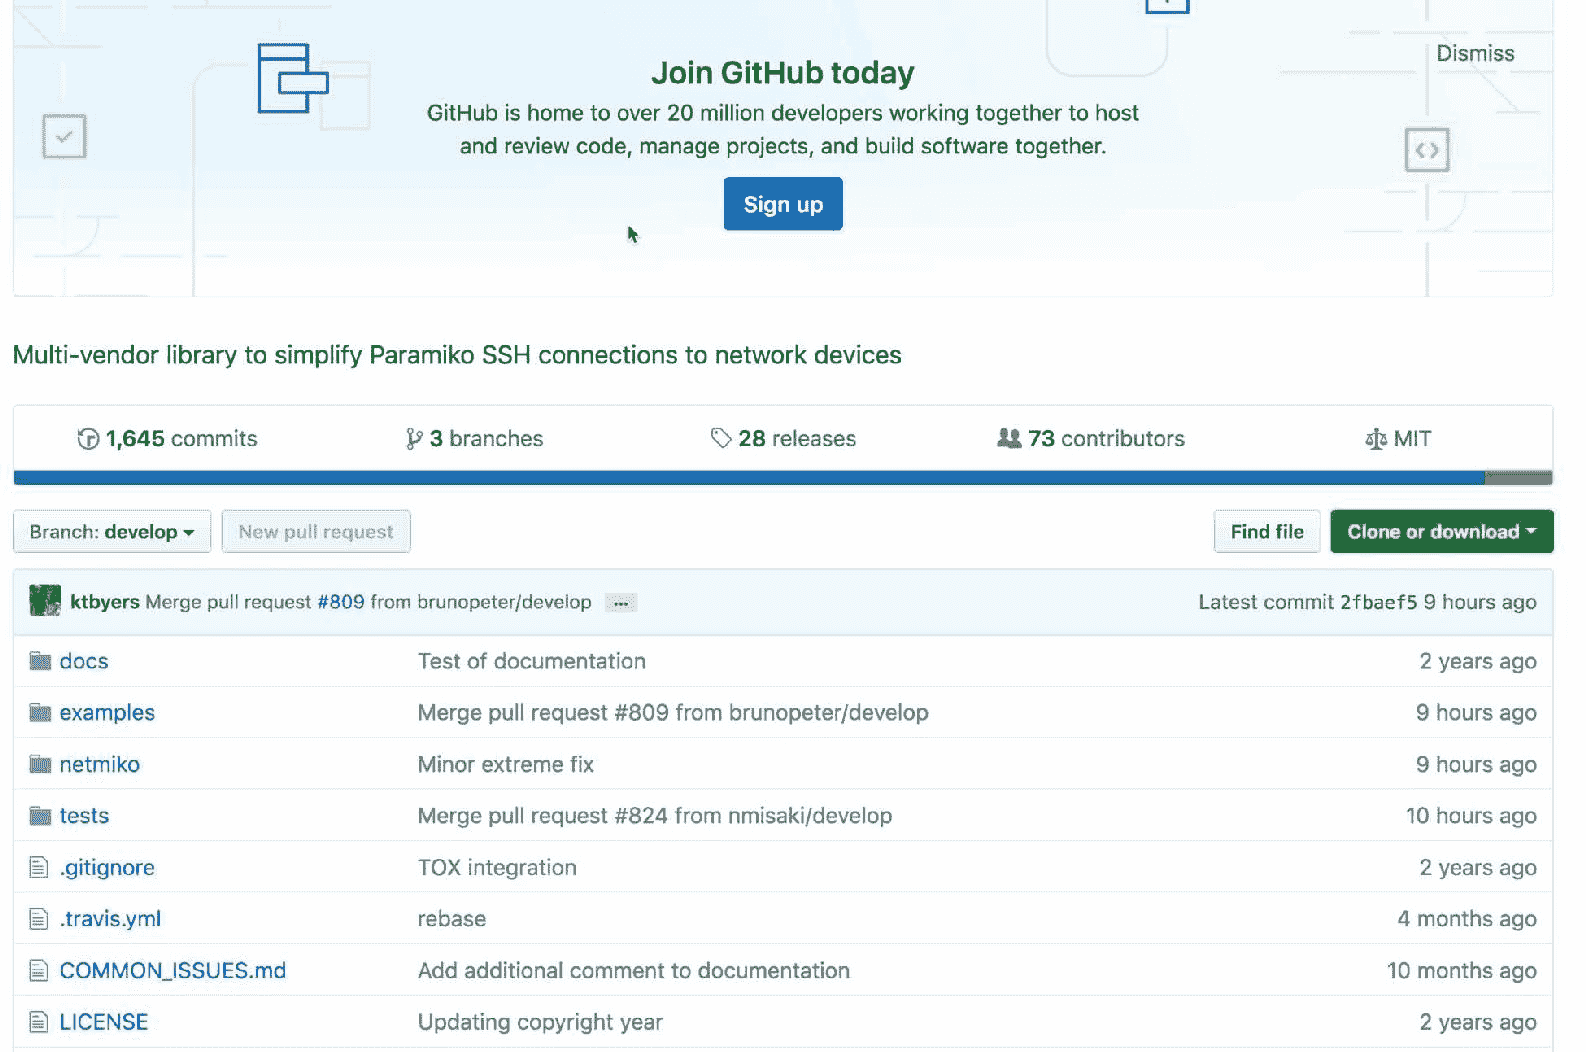 Join GitHub today
Dismiss
GitHub is home to over 20 million developers working together to host
and review code, manage projects, and build software together.
Sign up
Multi-vendor library to simplify Paramiko SSH connections to network devices
1,645 commits 3 branches 28 releases 73 contributors MIT
Branch: develop New pull request Find file Clone or download
ktbyers Merge pull request #809 from brunopeter/develop ... Latest commit 2fbaef5 9 hours ago
docs Test of documentation 2 years ago
examples Merge pull request #809 from brunopeter/develop 9 hours ago
netmiko Minor extreme fix 9 hours ago
tests Merge pull request #824 from nmisaki/develop 10 hours ago
.gitignore TOX integration 2 years ago
.travis.yml rebase 4 months ago
COMMON_ISSUES.md Add additional comment to documentation 10 months ago
LICENSE Updating copyright year 2 years ago